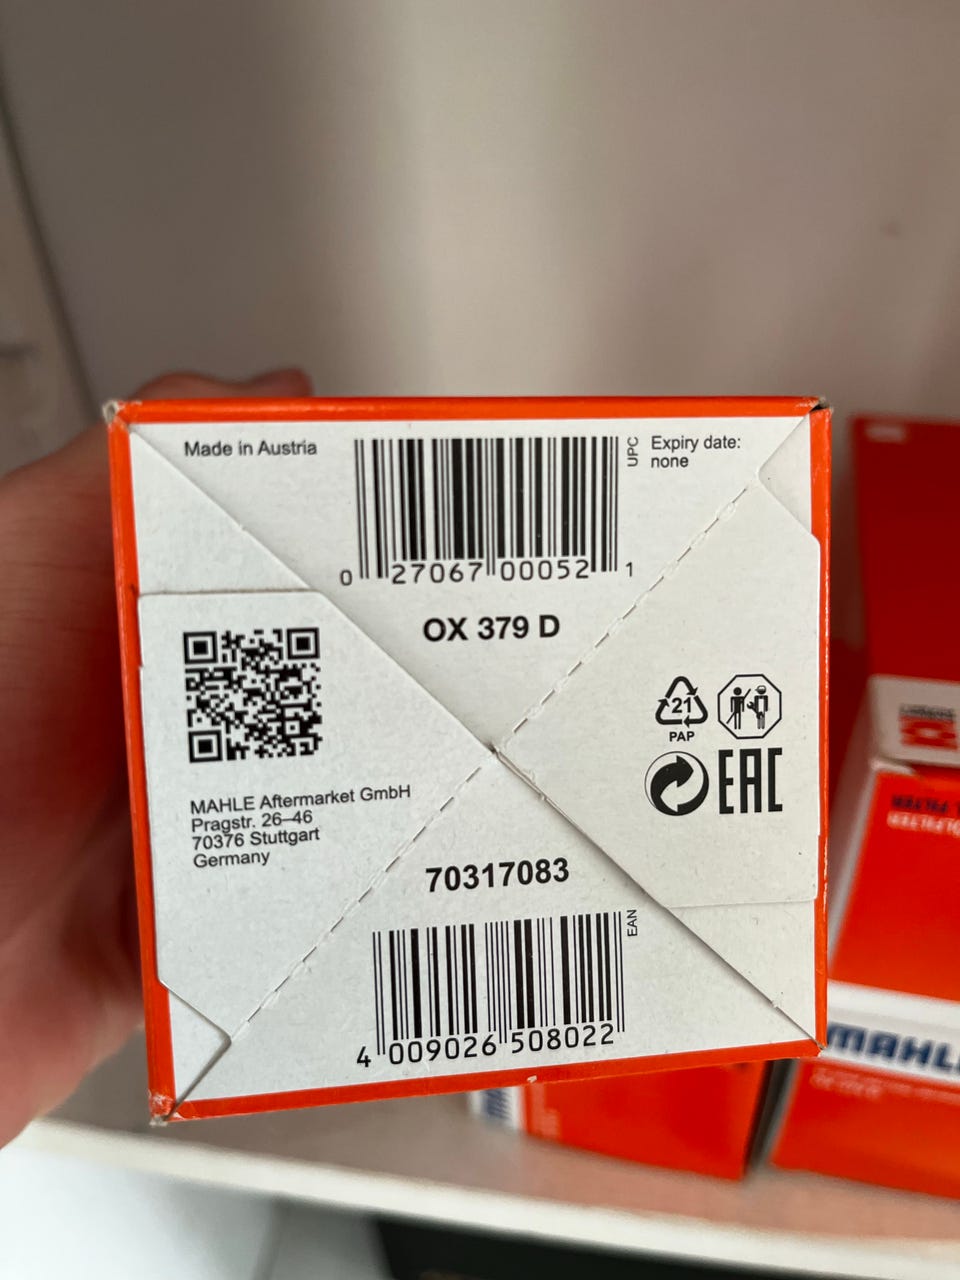 Made in Austria
UPC
Expiry date:
none
0 27067 00052 1
OX 379 D
21
PAP
EAC
MAHLE Aftermarket GmbH
Pragstr. 26–46
70376 Stuttgart
Germany
70317083
EAN
4 009026 508022
MAHLE